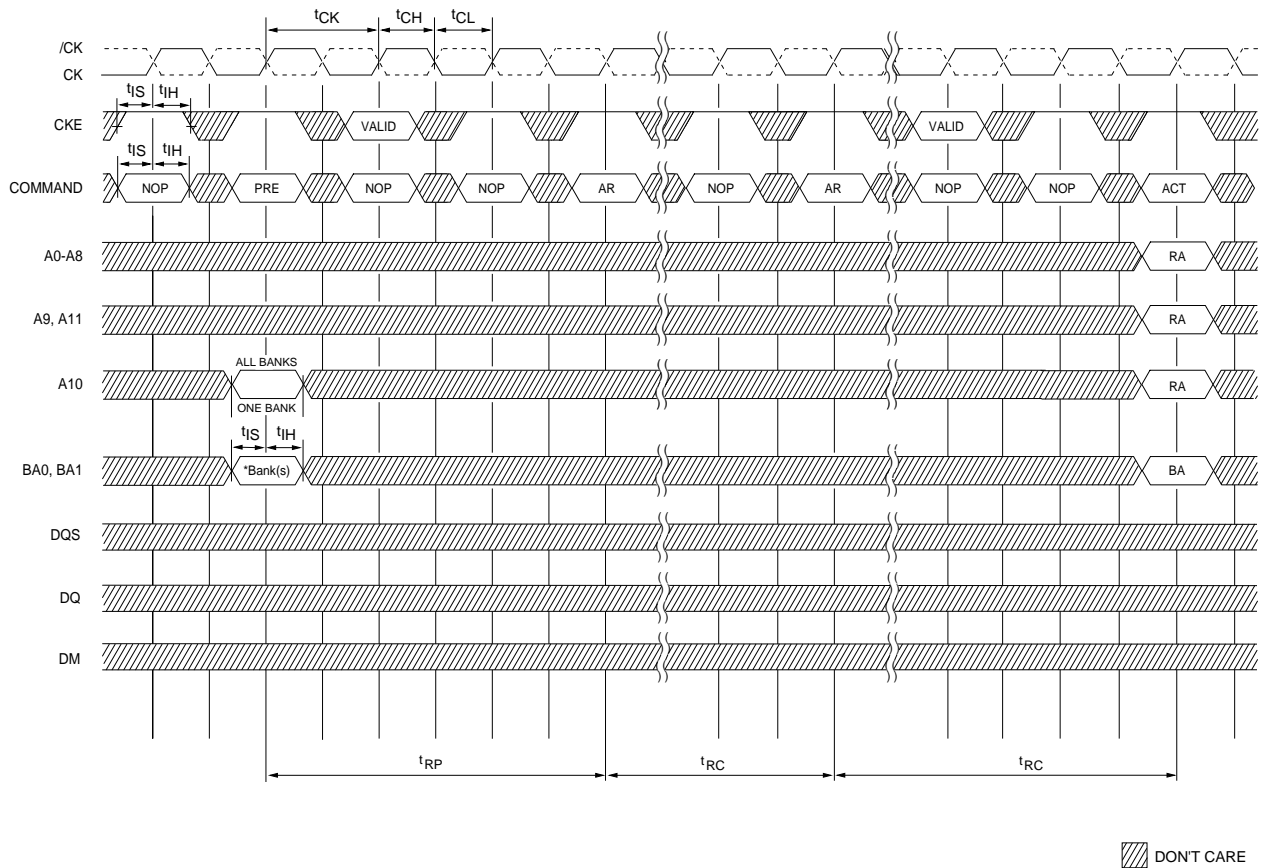 tCK tCH tCL
/CK
CK
tIS tIH
CKE VALID VALID
tIS tIH
COMMAND NOP PRE NOP NOP AR NOP AR NOP NOP ACT
A0-A8 RA
A9, A11 RA
ALL BANKS
A10 RA
ONE BANK
tIS tIH
BA0, BA1 *Bank(s) BA
DQS
DQ
DM
tRP tRC tRC
DON'T CARE